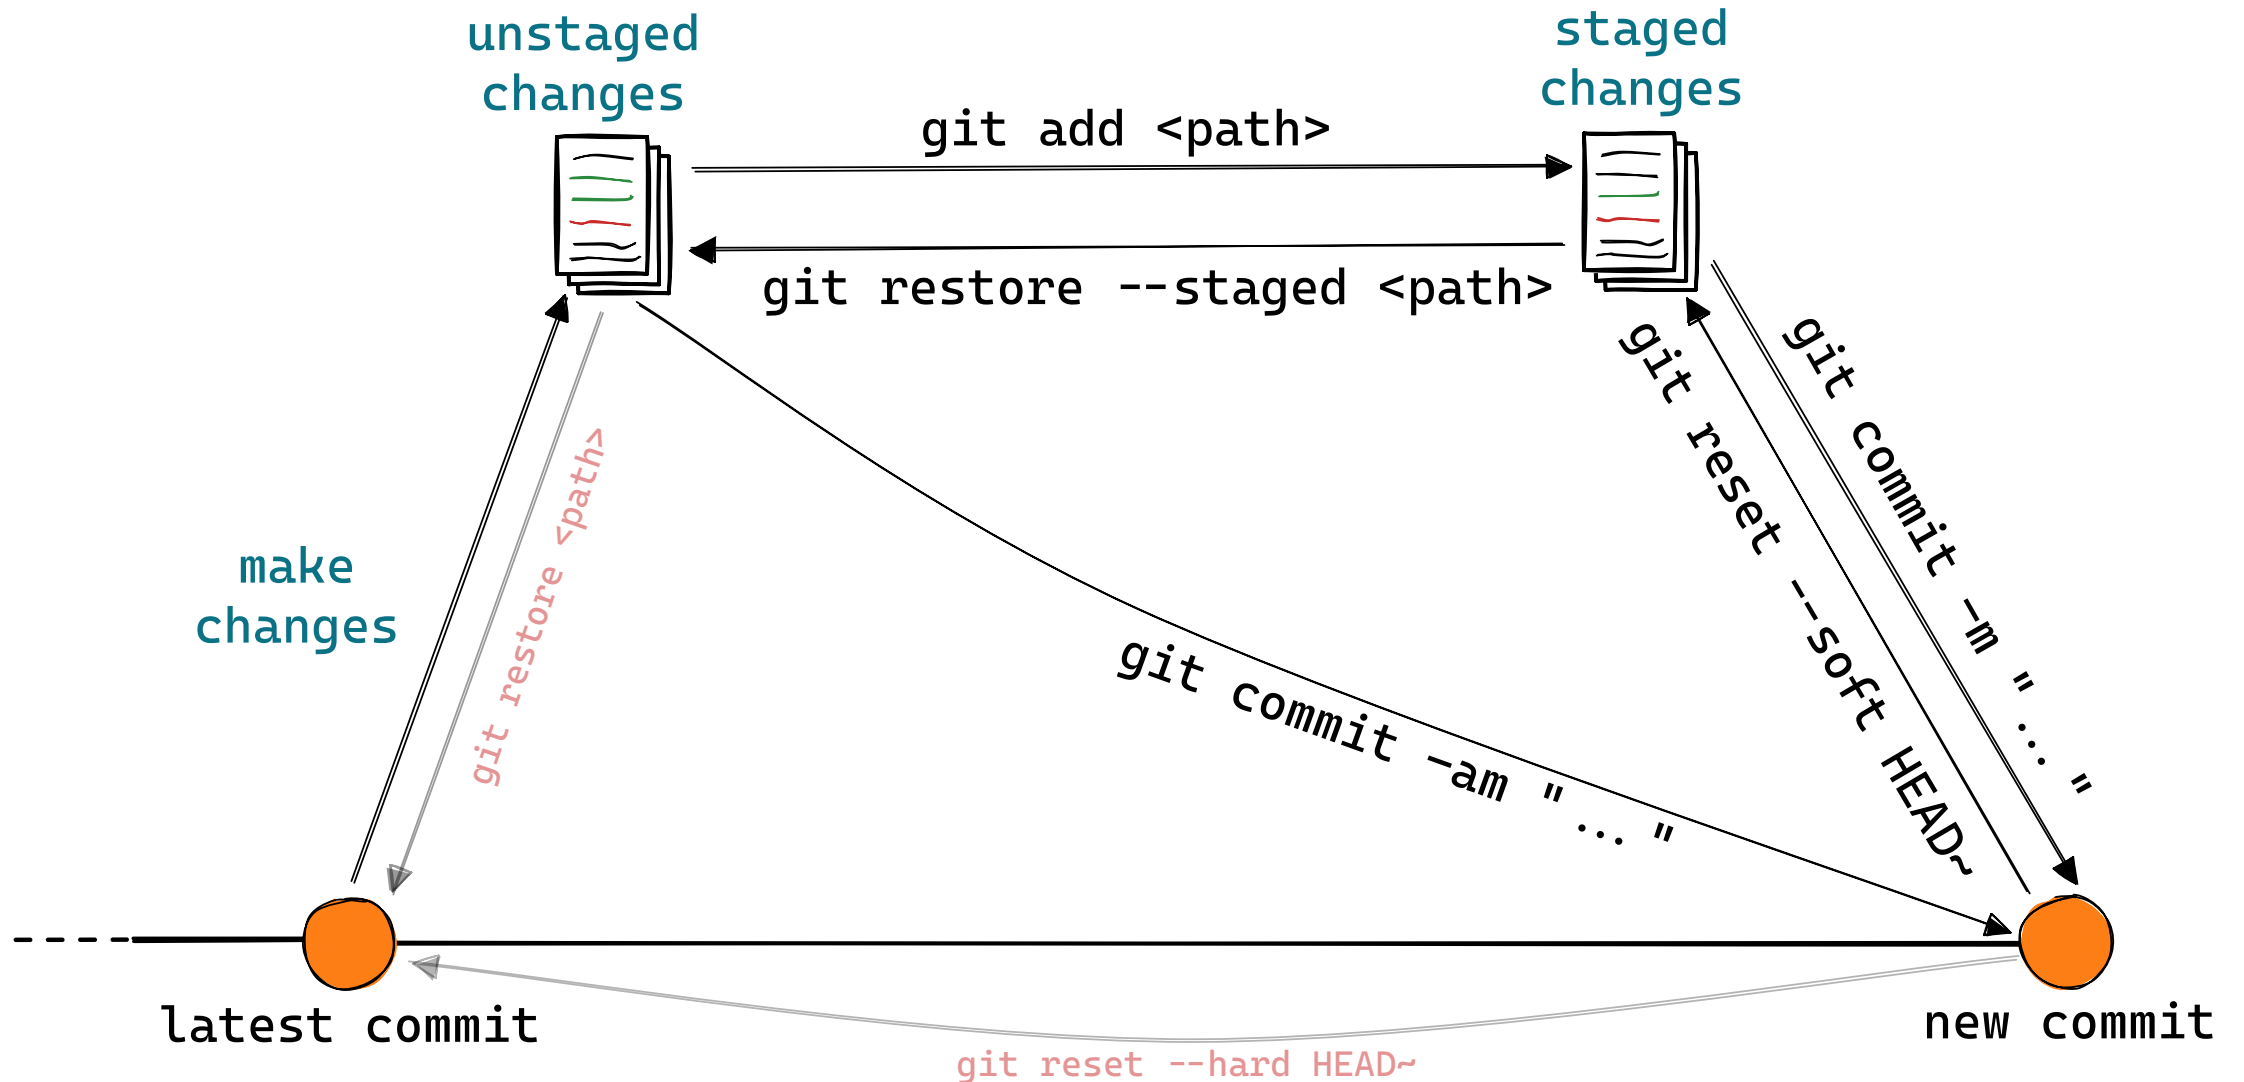 unstaged
changes
staged
changes
git add <path>
git restore --staged <path>
git commit -m "..."
git reset --soft HEAD~
git restore <path>
make
changes
git commit -am "..."
latest commit
new commit
git reset --hard HEAD~